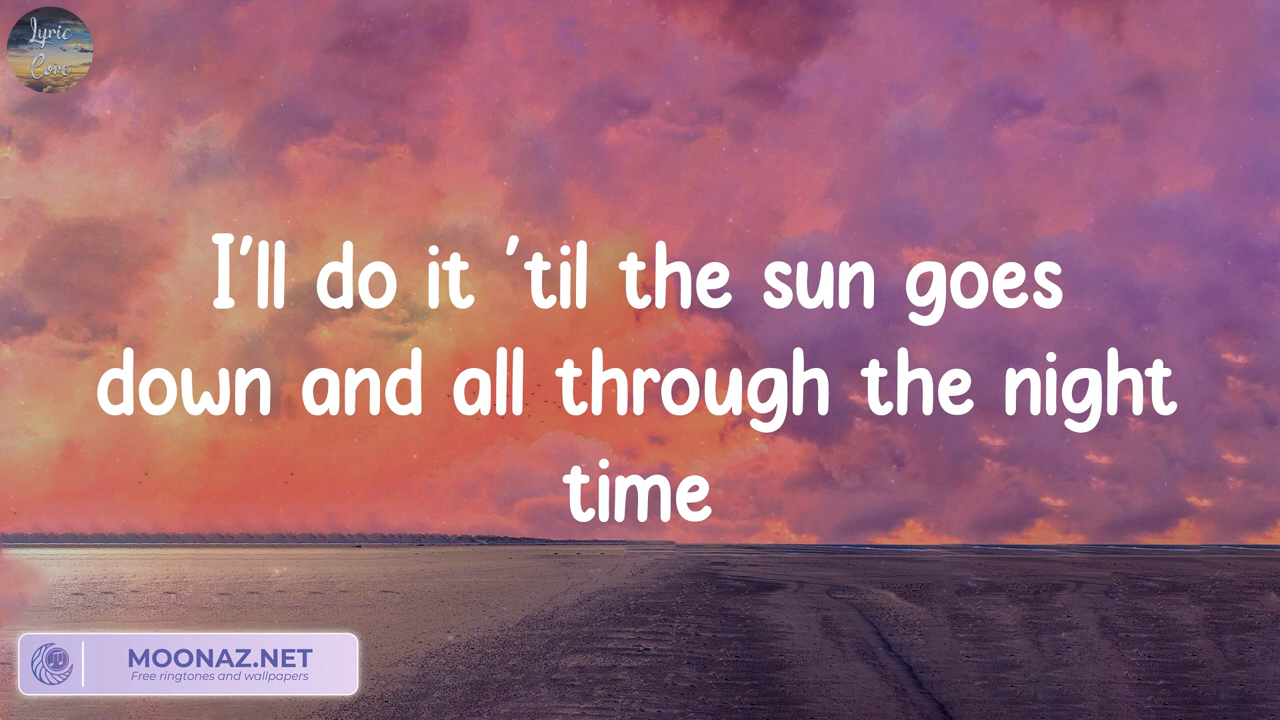 Lyric
Core
I'll do it 'til the sun goes
down and all through the night
time
MOONAZ.NET
Free ringtones and wallpapers